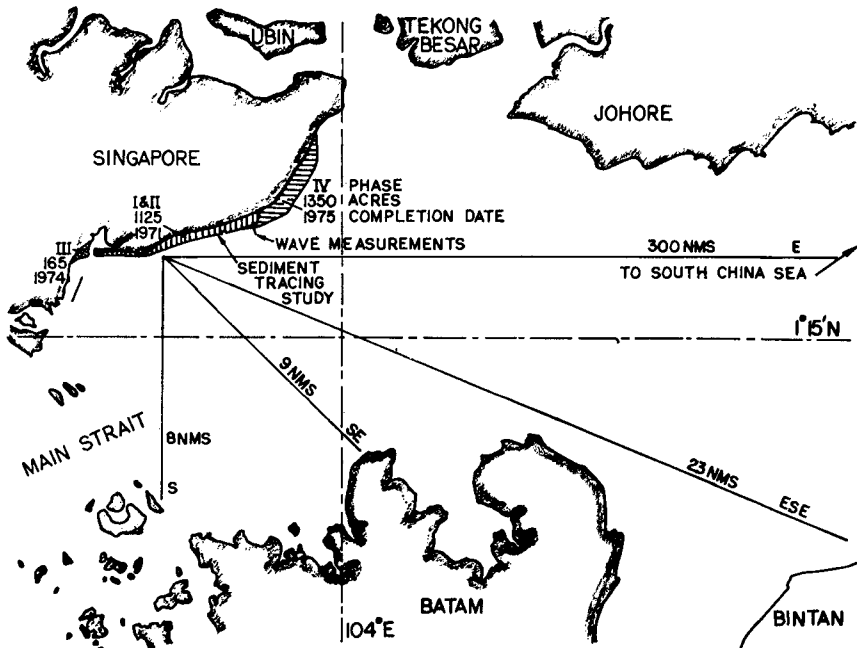 UBIN
TEKONG
BESAR
JOHORE
SINGAPORE
IV PHASE
1350 ACRES
1975 COMPLETION DATE
I&II
1125
1971
WAVE MEASUREMENTS
III
165
1974
SEDIMENT
TRACING
STUDY
300 NMS E
TO SOUTH CHINA SEA
1°15'N
9 NMS
SE
MAIN STRAIT
8NMS
S
23 NMS
ESE
BATAM
BINTAN
104°E